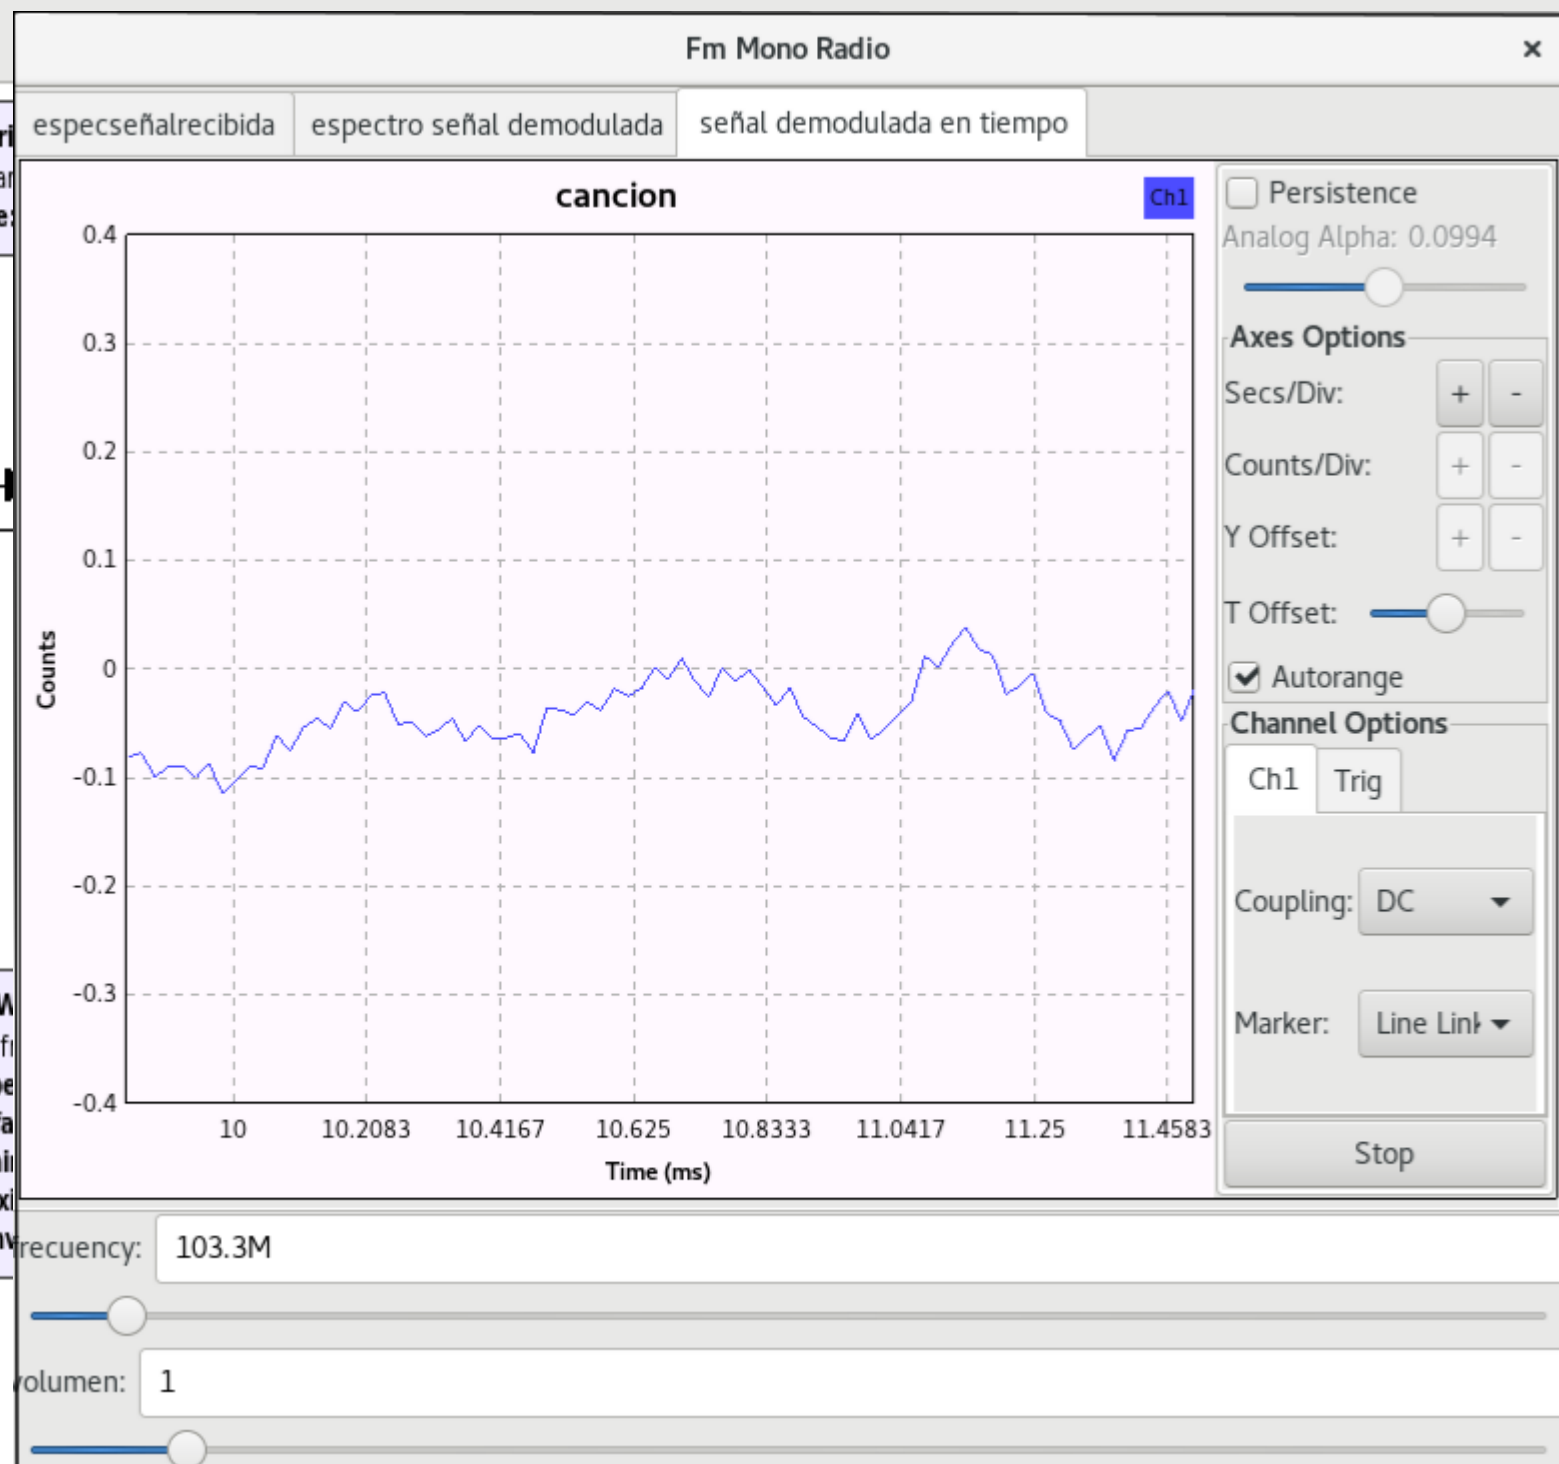 Fm Mono Radio ×
especseñalrecibida espectro señal demodulada señal demodulada en tiempo
cancion
Ch1
0.4
0.3
0.2
0.1
0
-0.1
-0.2
-0.3
-0.4
Counts
10 10.2083 10.4167 10.625 10.8333 11.0417 11.25 11.4583
Time (ms)
Persistence
Analog Alpha: 0.0994
Axes Options
Secs/Div: + -
Counts/Div: + -
Y Offset: + -
T Offset:
Autorange
Channel Options
Ch1 Trig
Coupling: DC
Marker: Line Link
Stop
recuency: 103.3M
volumen: 1